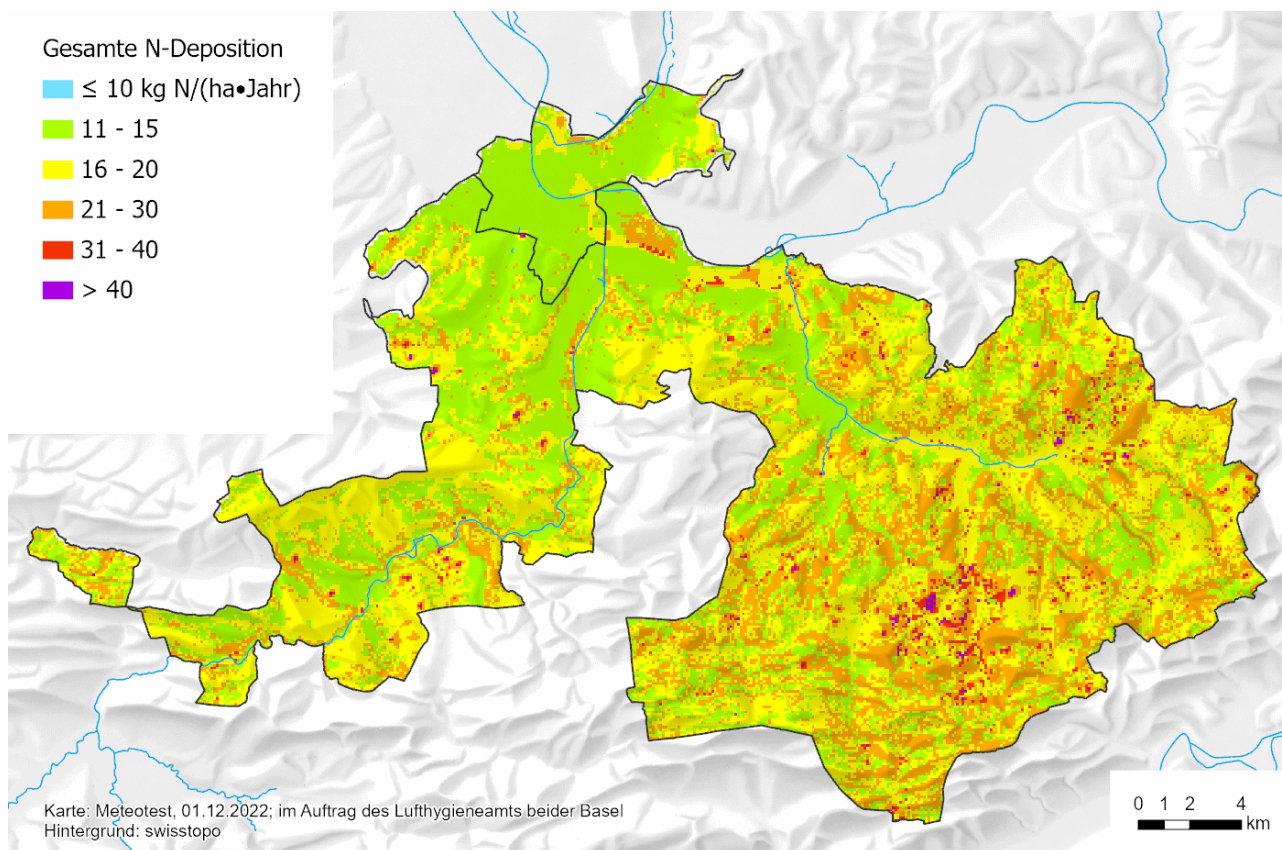 Gesamte N-Deposition
≤ 10 kg N/(ha•Jahr)
11 - 15
16 - 20
21 - 30
31 - 40
> 40
Karte: Meteotest, 01.12.2022; im Auftrag des Lufthygieneamts beider Basel
Hintergrund: swisstopo
0 1 2 4
km